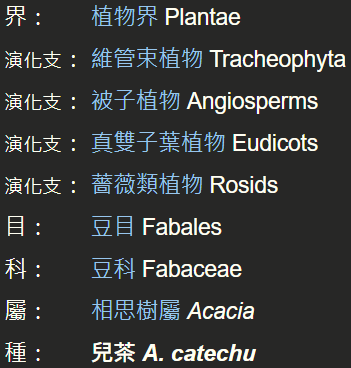 界： 植物界 Plantae
演化支： 維管束植物 Tracheophyta
演化支： 被子植物 Angiosperms
演化支： 真雙子葉植物 Eudicots
演化支： 薔薇類植物 Rosids
目： 豆目 Fabales
科： 豆科 Fabaceae
屬： 相思樹屬 Acacia
種： 兒茶 A. catechu